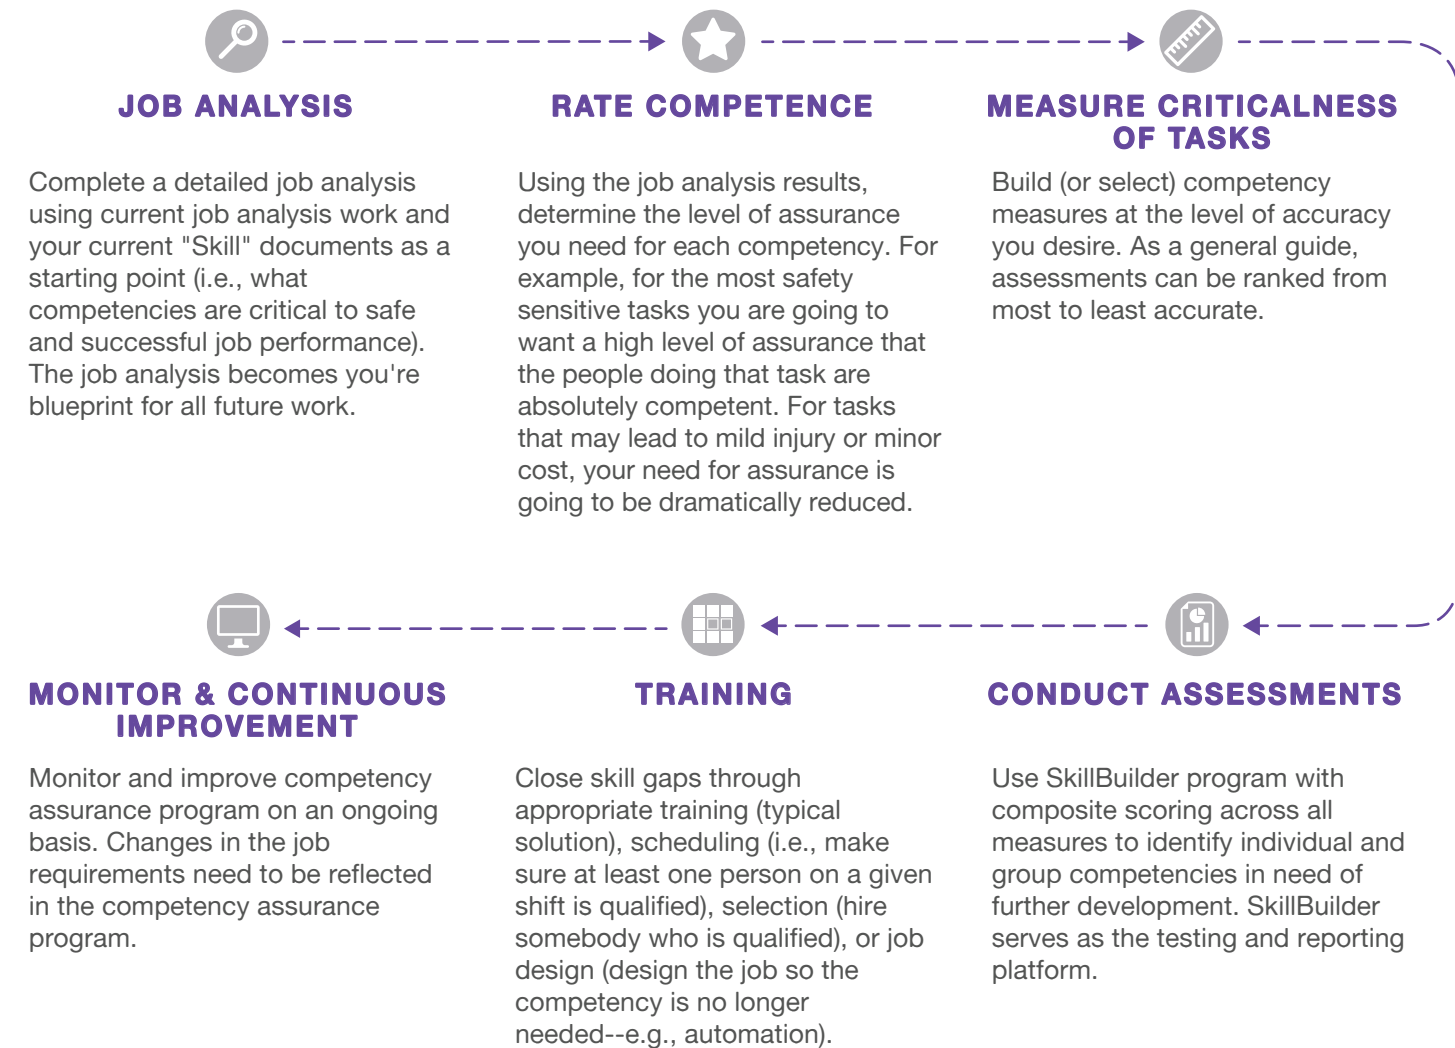 JOB ANALYSIS
Complete a detailed job analysis
using current job analysis work and
your current "Skill" documents as a
starting point (i.e., what
competencies are critical to safe
and successful job performance).
The job analysis becomes you're
blueprint for all future work.
RATE COMPETENCE
Using the job analysis results,
determine the level of assurance
you need for each competency. For
example, for the most safety
sensitive tasks you are going to
want a high level of assurance that
the people doing that task are
absolutely competent. For tasks
that may lead to mild injury or minor
cost, your need for assurance is
going to be dramatically reduced.
MEASURE CRITICALNESS
OF TASKS
Build (or select) competency
measures at the level of accuracy
you desire. As a general guide,
assessments can be ranked from
most to least accurate.
CONDUCT ASSESSMENTS
Use SkillBuilder program with
composite scoring across all
measures to identify individual and
group competencies in need of
further development. SkillBuilder
serves as the testing and reporting
platform.
TRAINING
Close skill gaps through
appropriate training (typical
solution), scheduling (i.e., make
sure at least one person on a given
shift is qualified), selection (hire
somebody who is qualified), or job
design (design the job so the
competency is no longer
needed--e.g., automation).
MONITOR & CONTINUOUS
IMPROVEMENT
Monitor and improve competency
assurance program on an ongoing
basis. Changes in the job
requirements need to be reflected
in the competency assurance
program.